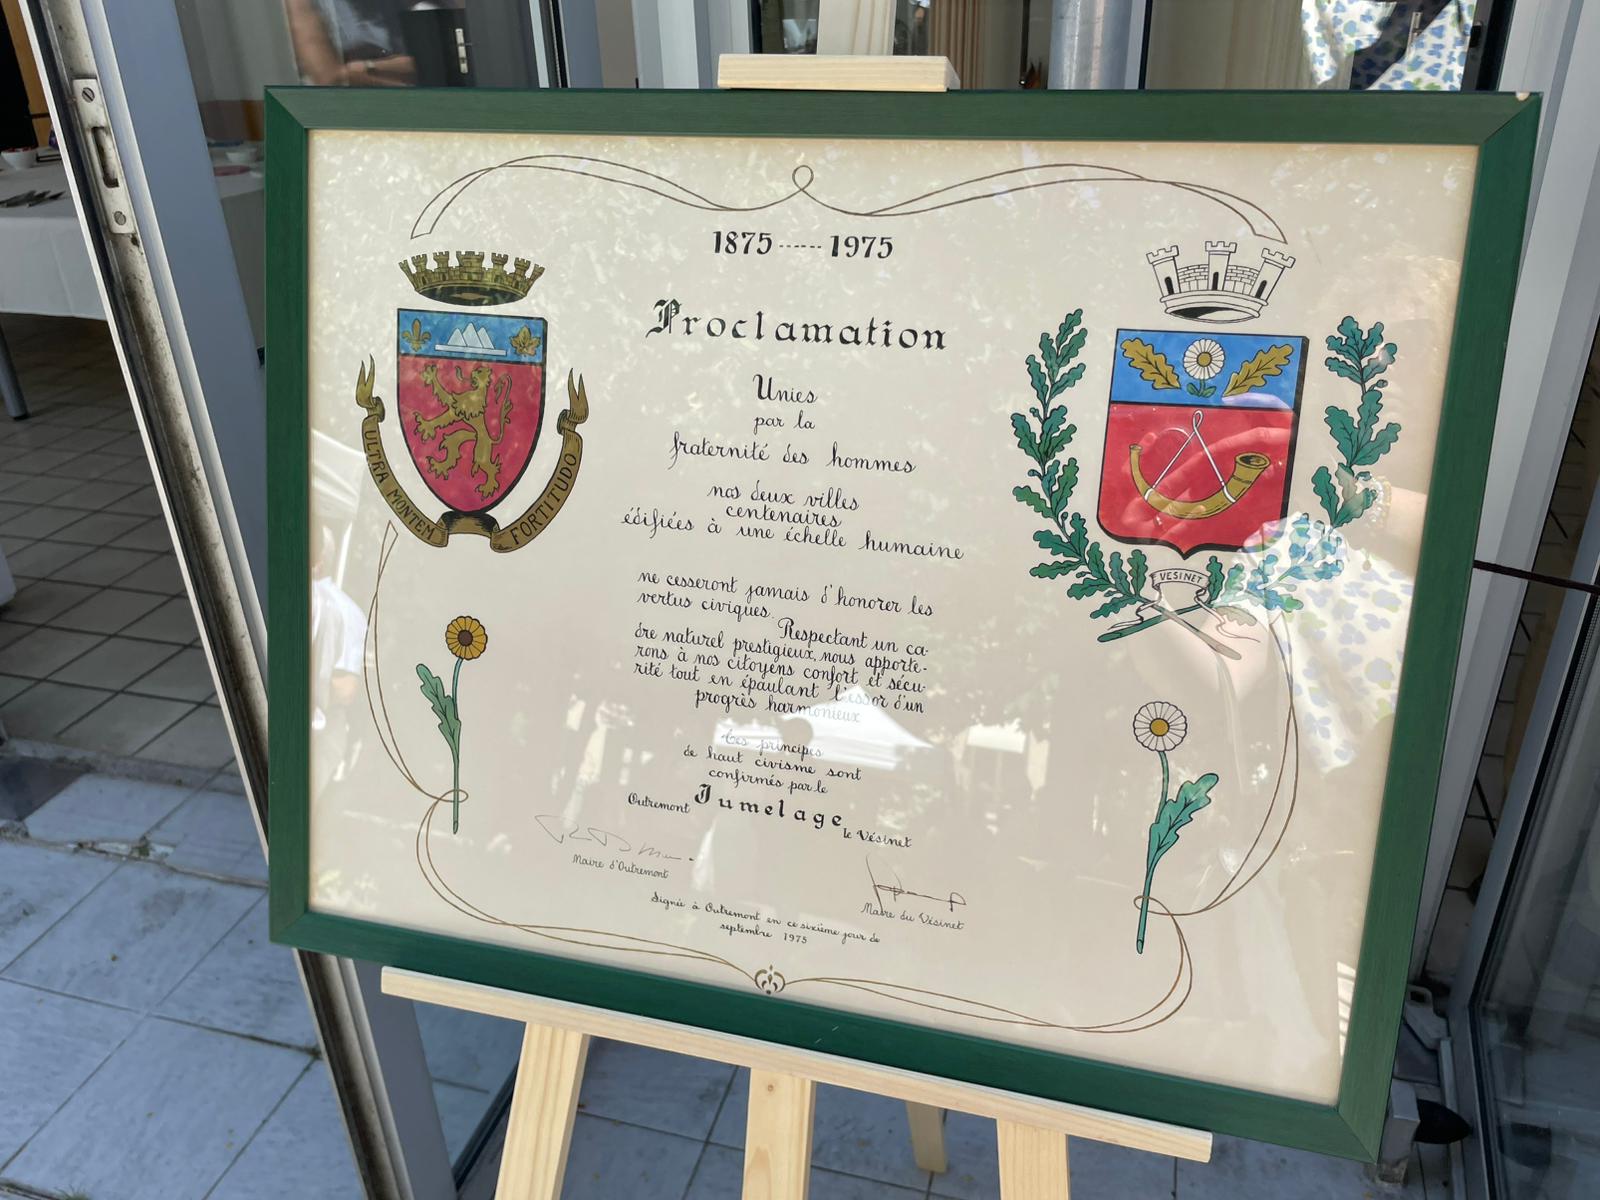 1875 ------ 1975
Proclamation
Unies
par la
fraternité des hommes
nos deux villes
centenaires
édifiées à une échelle humaine
ne cesseront jamais d'honorer les
vertus civiques.
Respectant un ca-
dre naturel prestigieux, nous apporte-
rons à nos citoyens confort et sécu-
rité tout en épaulant l'essor d'un
progrès harmonieux
Ces principes
de haut civisme sont
confirmés par le
Outremont Jumelage le Vésinet
Maire d'Outremont
Maire du Vésinet
Signée à Outremont en ce sixième jour de
septembre 1975
ULTRA MONTEM FORTITUDO
VESINET